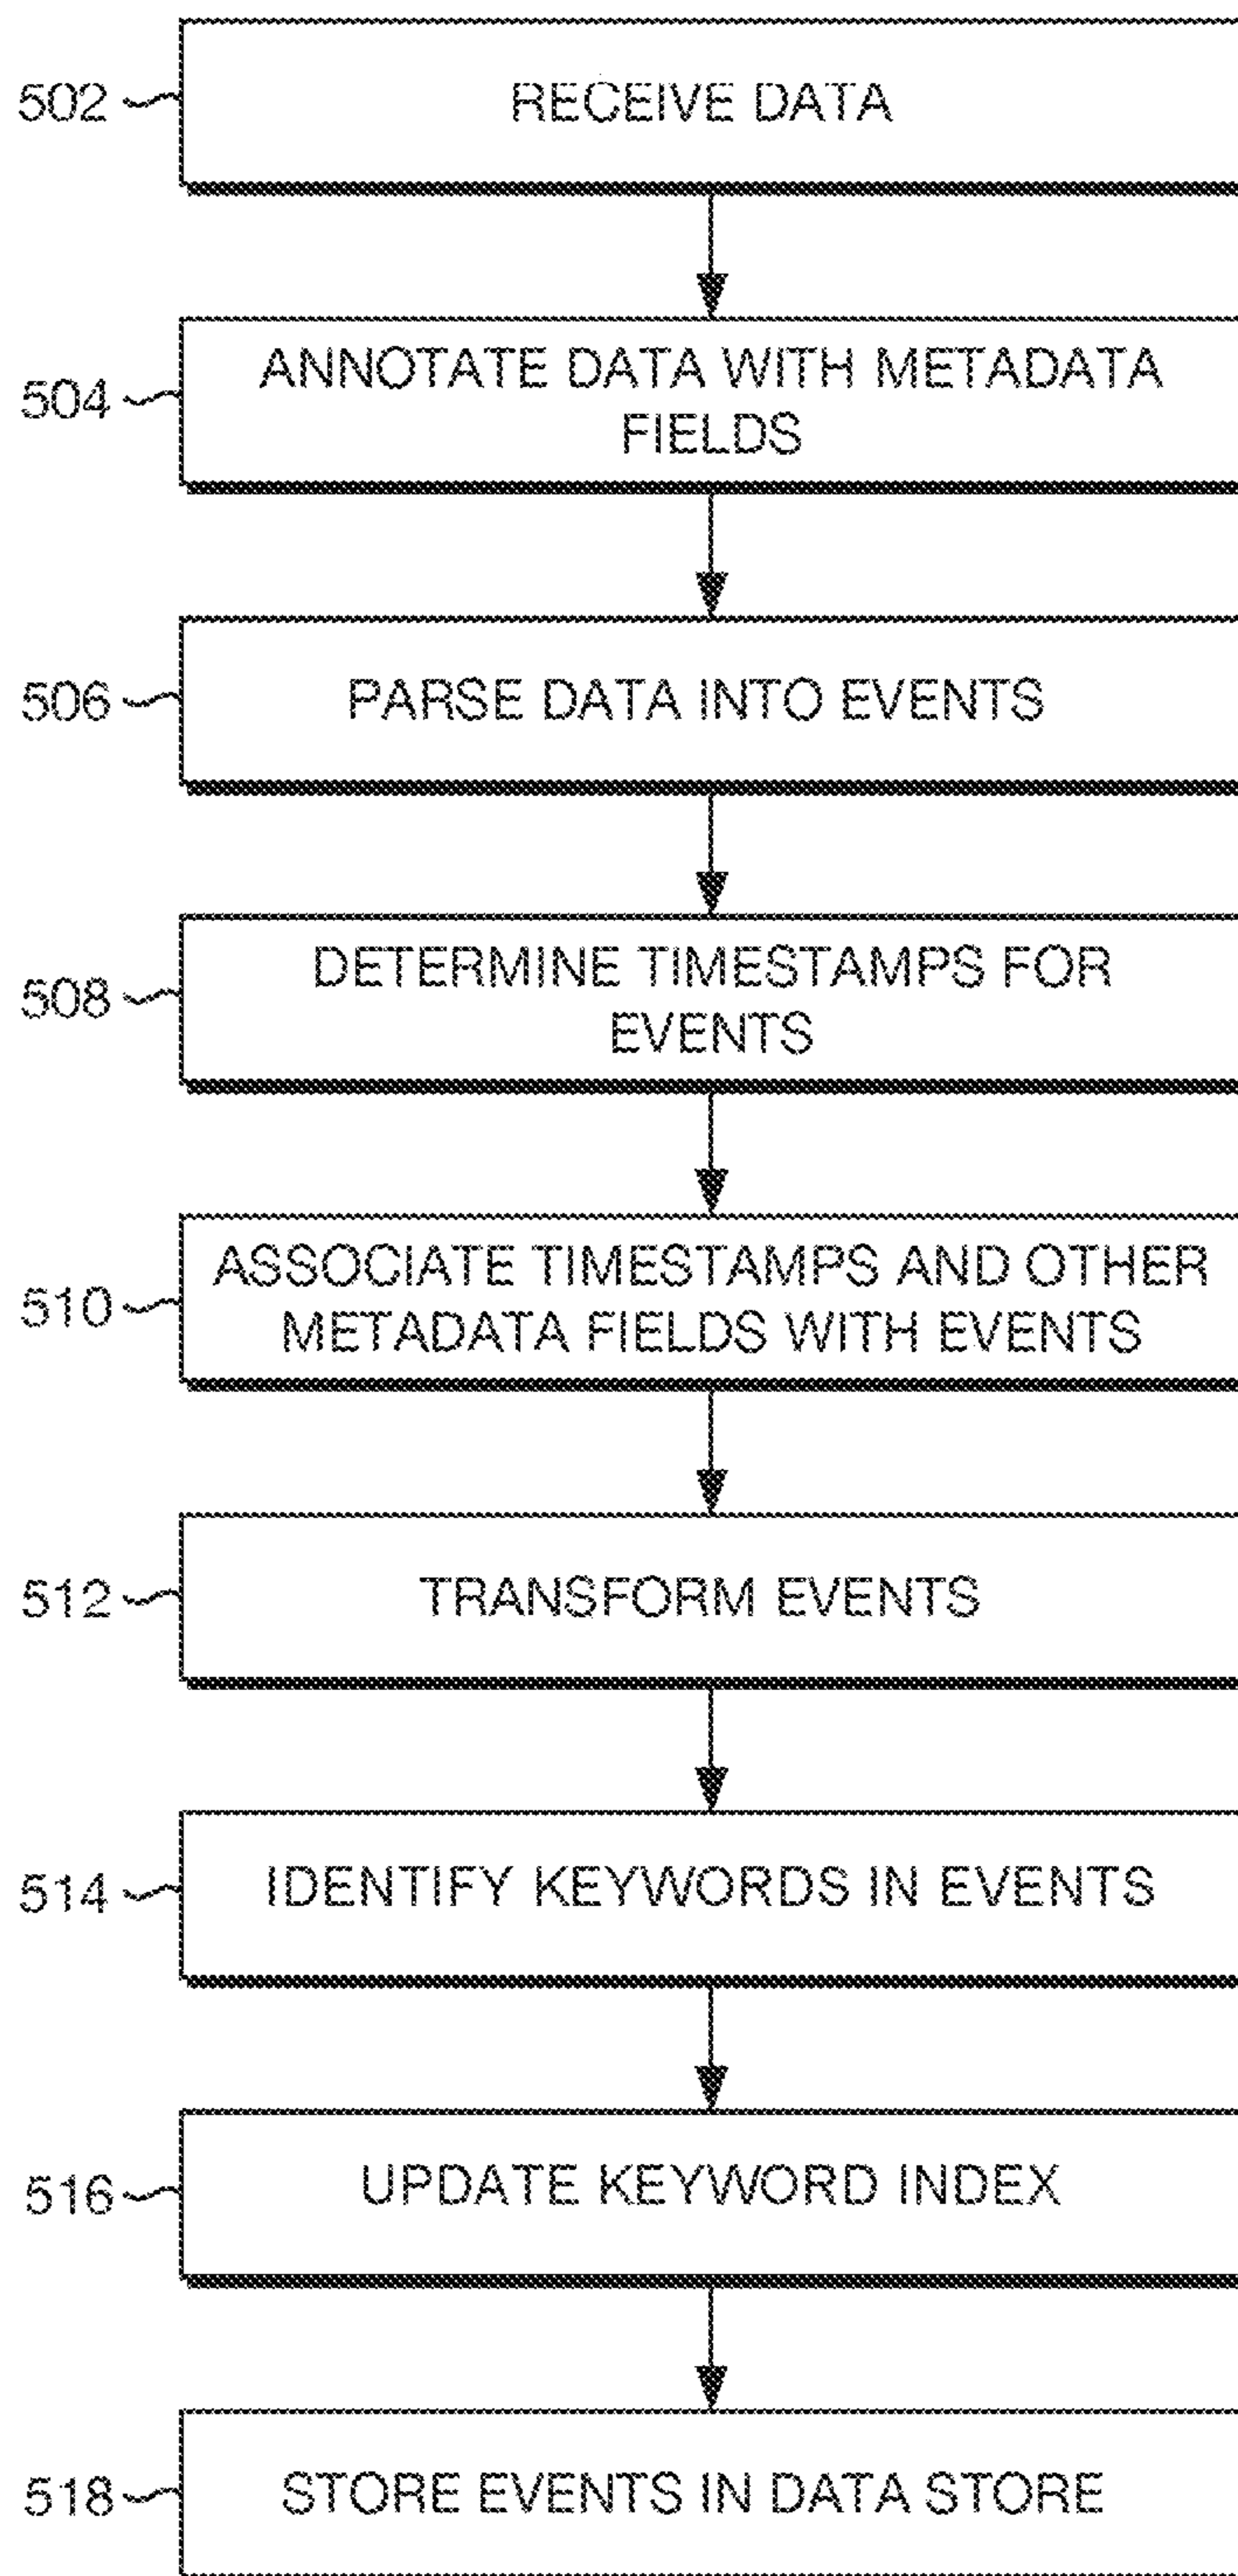 502
RECEIVE DATA
504
ANNOTATE DATA WITH METADATA
FIELDS
506
PARSE DATA INTO EVENTS
508
DETERMINE TIMESTAMPS FOR
EVENTS
510
ASSOCIATE TIMESTAMPS AND OTHER
METADATA FIELDS WITH EVENTS
512
TRANSFORM EVENTS
514
IDENTIFY KEYWORDS IN EVENTS
516
UPDATE KEYWORD INDEX
518
STORE EVENTS IN DATA STORE